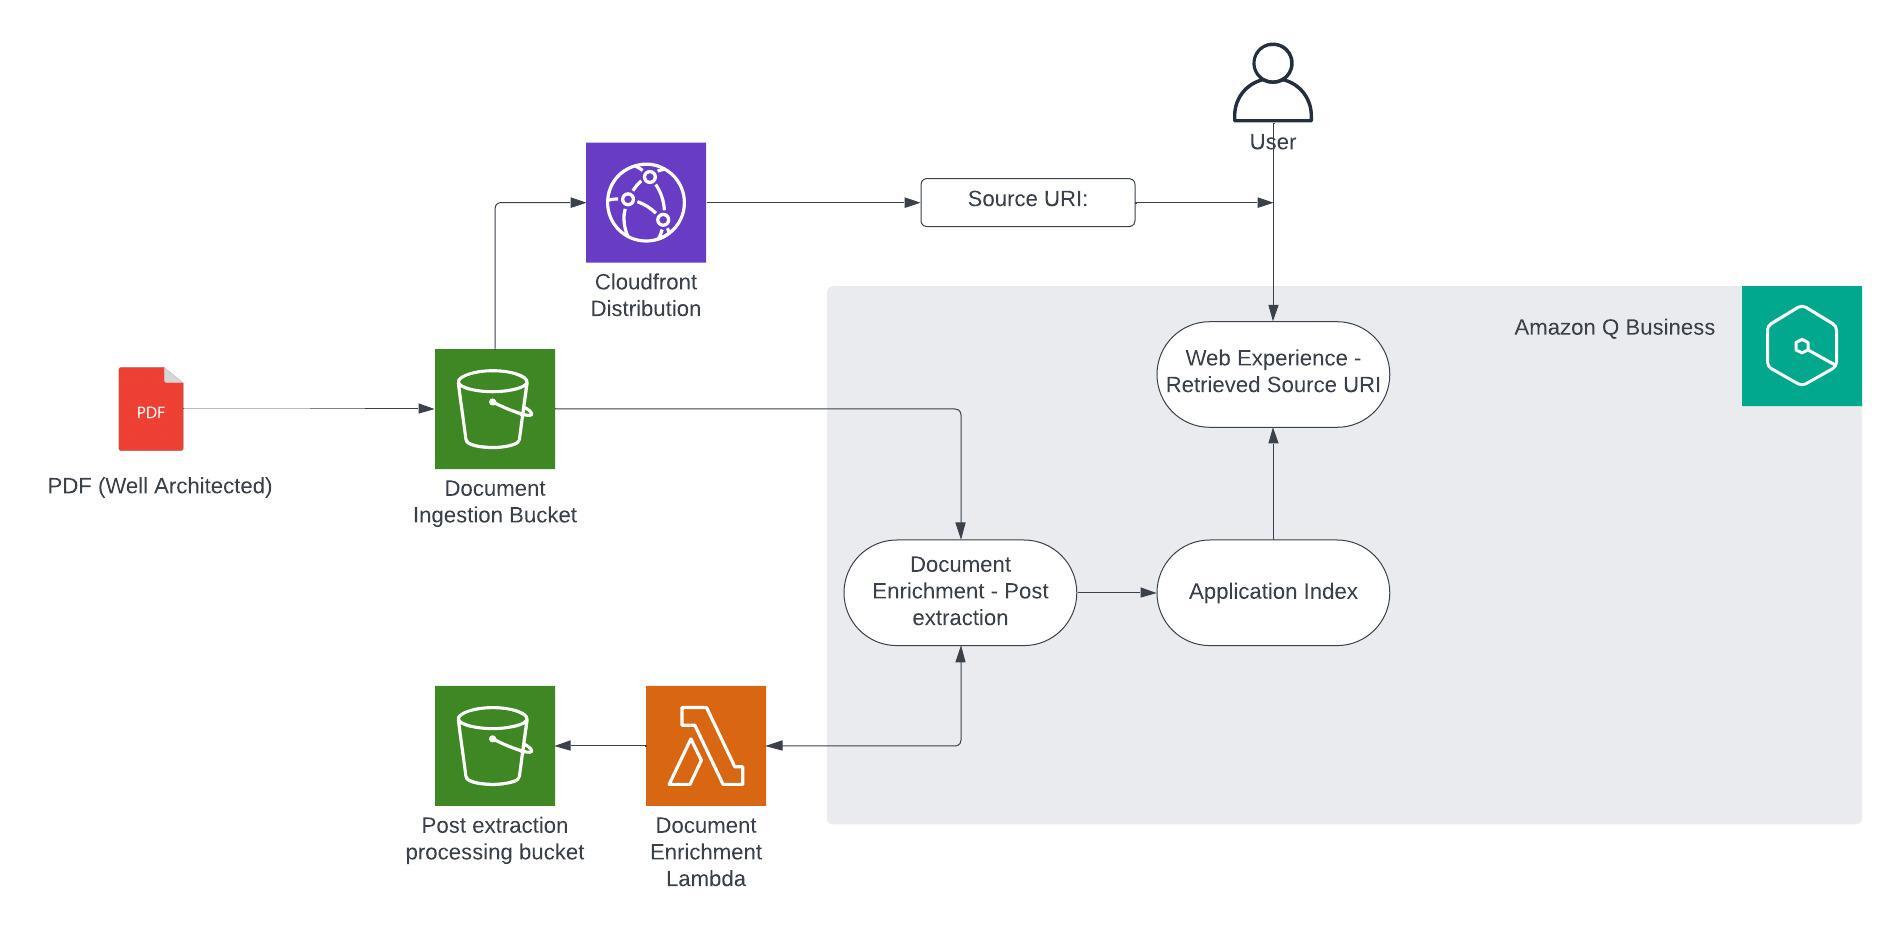 User
Source URI:
Cloudfront
Distribution
Amazon Q Business
Web Experience -
Retrieved Source URI
PDF
PDF (Well Architected)
Document
Ingestion Bucket
Document
Enrichment - Post
extraction
Application Index
Post extraction
processing bucket
Document
Enrichment
Lambda